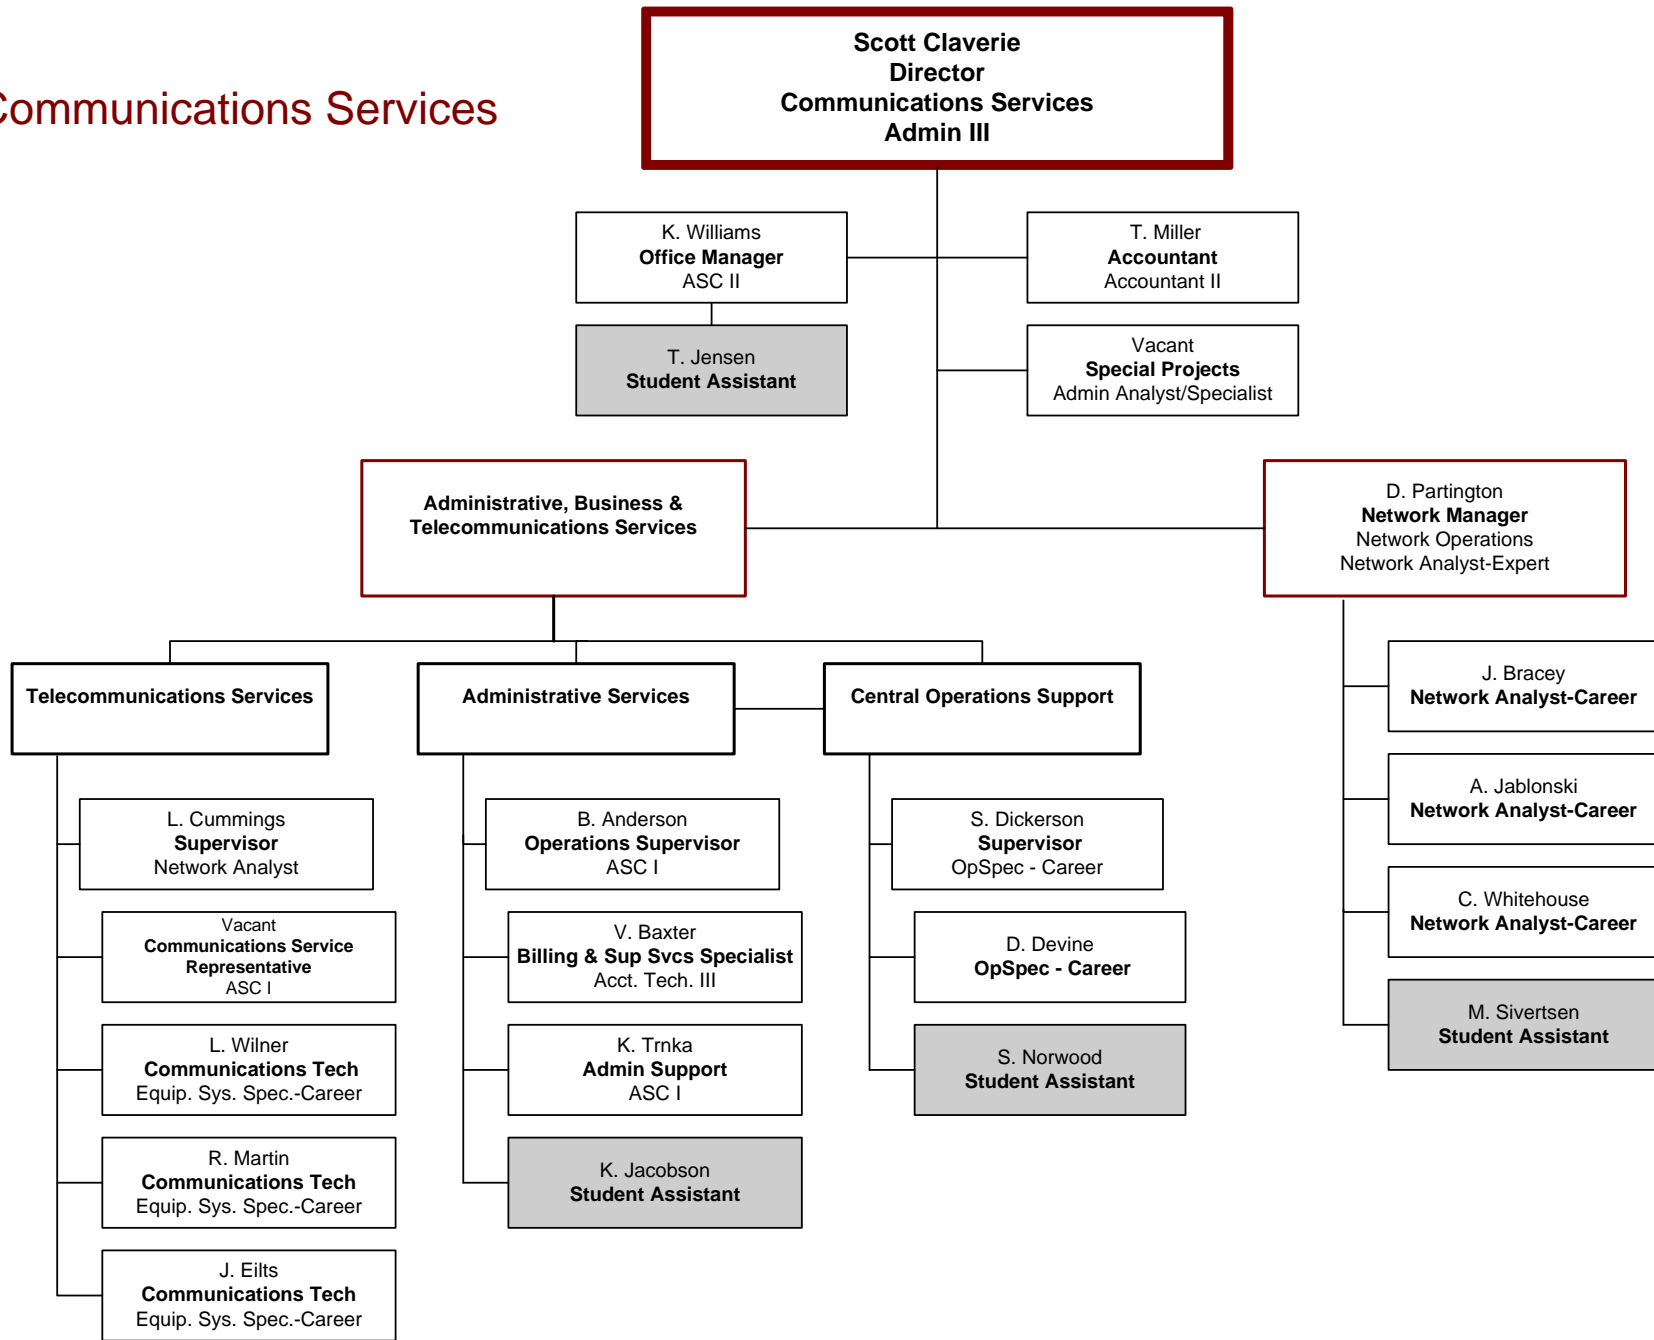 Communications Services
Scott Claverie
Director
Communications Services
Admin III
K. Williams
Office Manager
ASC II
T. Miller
Accountant
Accountant II
T. Jensen
Student Assistant
Vacant
Special Projects
Admin Analyst/Specialist
Administrative, Business &
Telecommunications Services
D. Partington
Network Manager
Network Operations
Network Analyst-Expert
Telecommunications Services
Administrative Services
Central Operations Support
L. Cummings
Supervisor
Network Analyst
Vacant
Communications Service
Representative
ASC I
L. Wilner
Communications Tech
Equip. Sys. Spec.-Career
R. Martin
Communications Tech
Equip. Sys. Spec.-Career
J. Eilts
Communications Tech
Equip. Sys. Spec.-Career
B. Anderson
Operations Supervisor
ASC I
V. Baxter
Billing & Sup Svcs Specialist
Acct. Tech. III
K. Trnka
Admin Support
ASC I
K. Jacobson
Student Assistant
S. Dickerson
Supervisor
OpSpec - Career
D. Devine
OpSpec - Career
S. Norwood
Student Assistant
J. Bracey
Network Analyst-Career
A. Jablonski
Network Analyst-Career
C. Whitehouse
Network Analyst-Career
M. Sivertsen
Student Assistant